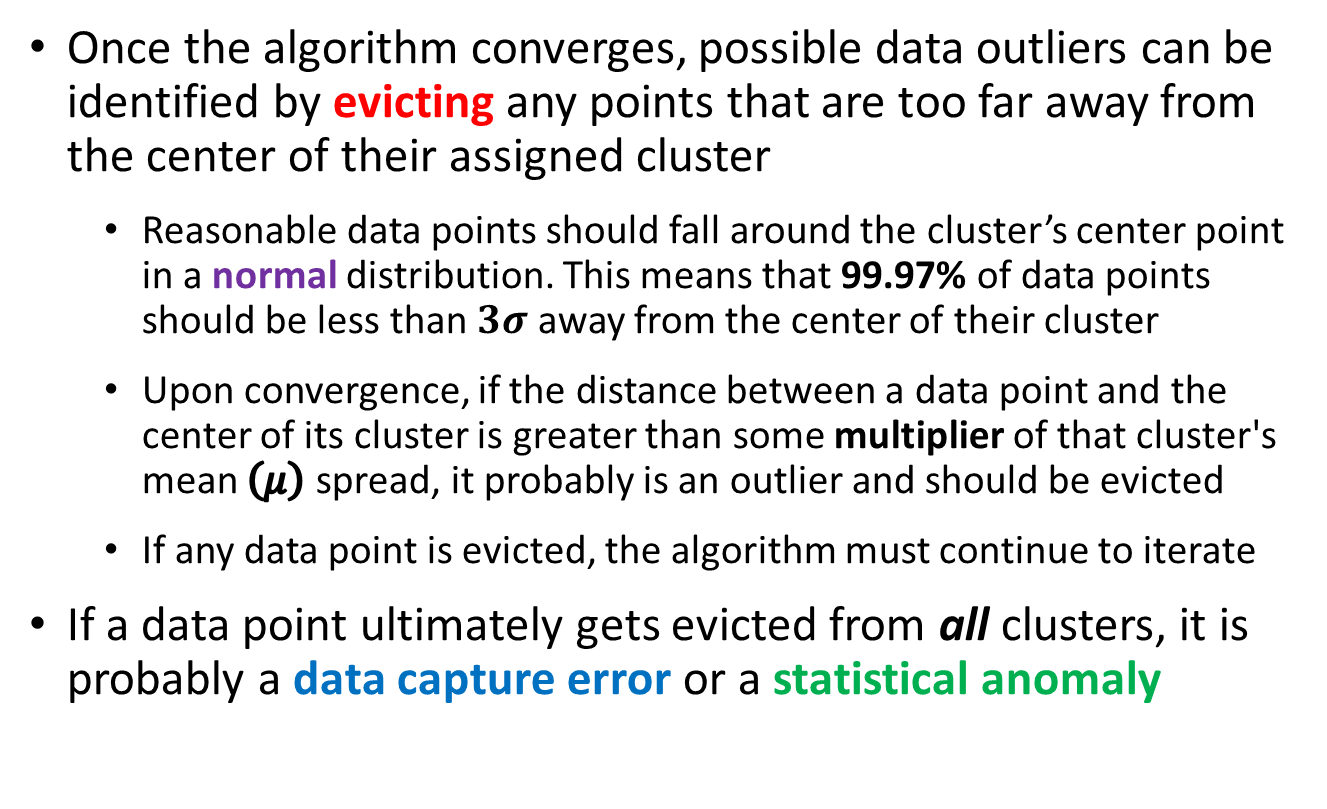 • Once the algorithm converges, possible data outliers can be
identified by evicting any points that are too far away from
the center of their assigned cluster
• Reasonable data points should fall around the cluster’s center point
in a normal distribution. This means that 99.97% of data points
should be less than 3σ away from the center of their cluster
• Upon convergence, if the distance between a data point and the
center of its cluster is greater than some multiplier of that cluster's
mean (μ) spread, it probably is an outlier and should be evicted
• If any data point is evicted, the algorithm must continue to iterate
• If a data point ultimately gets evicted from all clusters, it is
probably a data capture error or a statistical anomaly